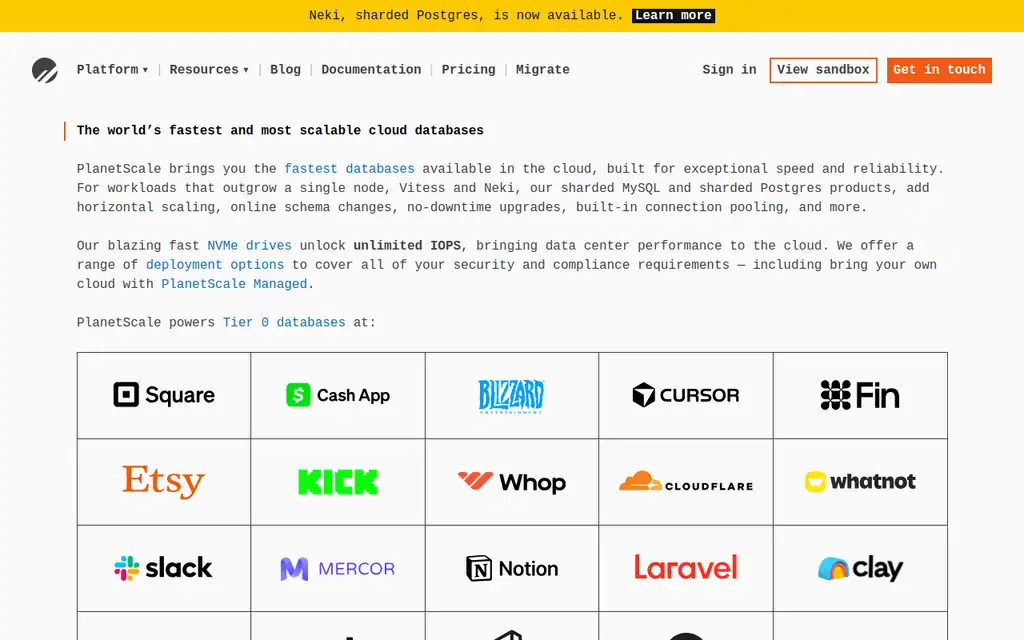 Neki, sharded Postgres, is now available. Learn more
Platform ▾ | Resources ▾ | Blog | Documentation | Pricing | Migrate
Sign in View sandbox Get in touch
The world’s fastest and most scalable cloud databases
PlanetScale brings you the fastest databases available in the cloud, built for exceptional speed and reliability.
For workloads that outgrow a single node, Vitess and Neki, our sharded MySQL and sharded Postgres products, add
horizontal scaling, online schema changes, no-downtime upgrades, built-in connection pooling, and more.
Our blazing fast NVMe drives unlock unlimited IOPS, bringing data center performance to the cloud. We offer a
range of deployment options to cover all of your security and compliance requirements — including bring your own
cloud with PlanetScale Managed.
PlanetScale powers Tier 0 databases at:
Square Cash App BLIZZARD ENTERTAINMENT CURSOR Fin
Etsy KICK Whop CLOUDFLARE whatnot
slack MERCOR Notion Laravel clay